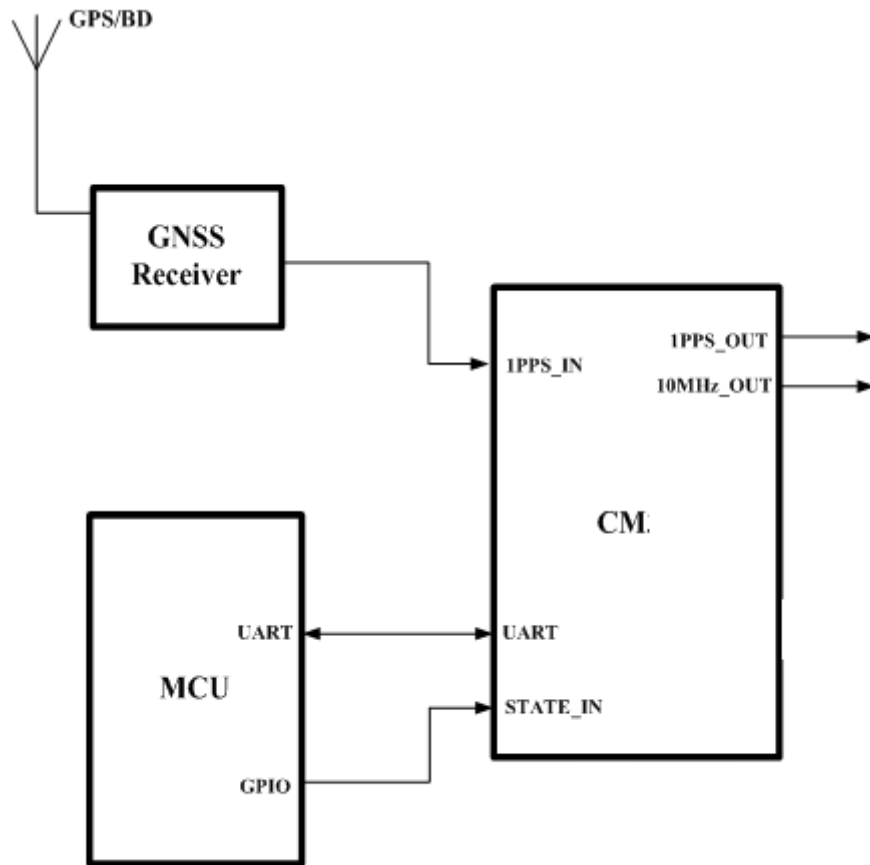 GPS/BD
GNSS
Receiver
1PPS_IN
1PPS_OUT
10MHz_OUT
CM
UART
UART
MCU
STATE_IN
GPIO